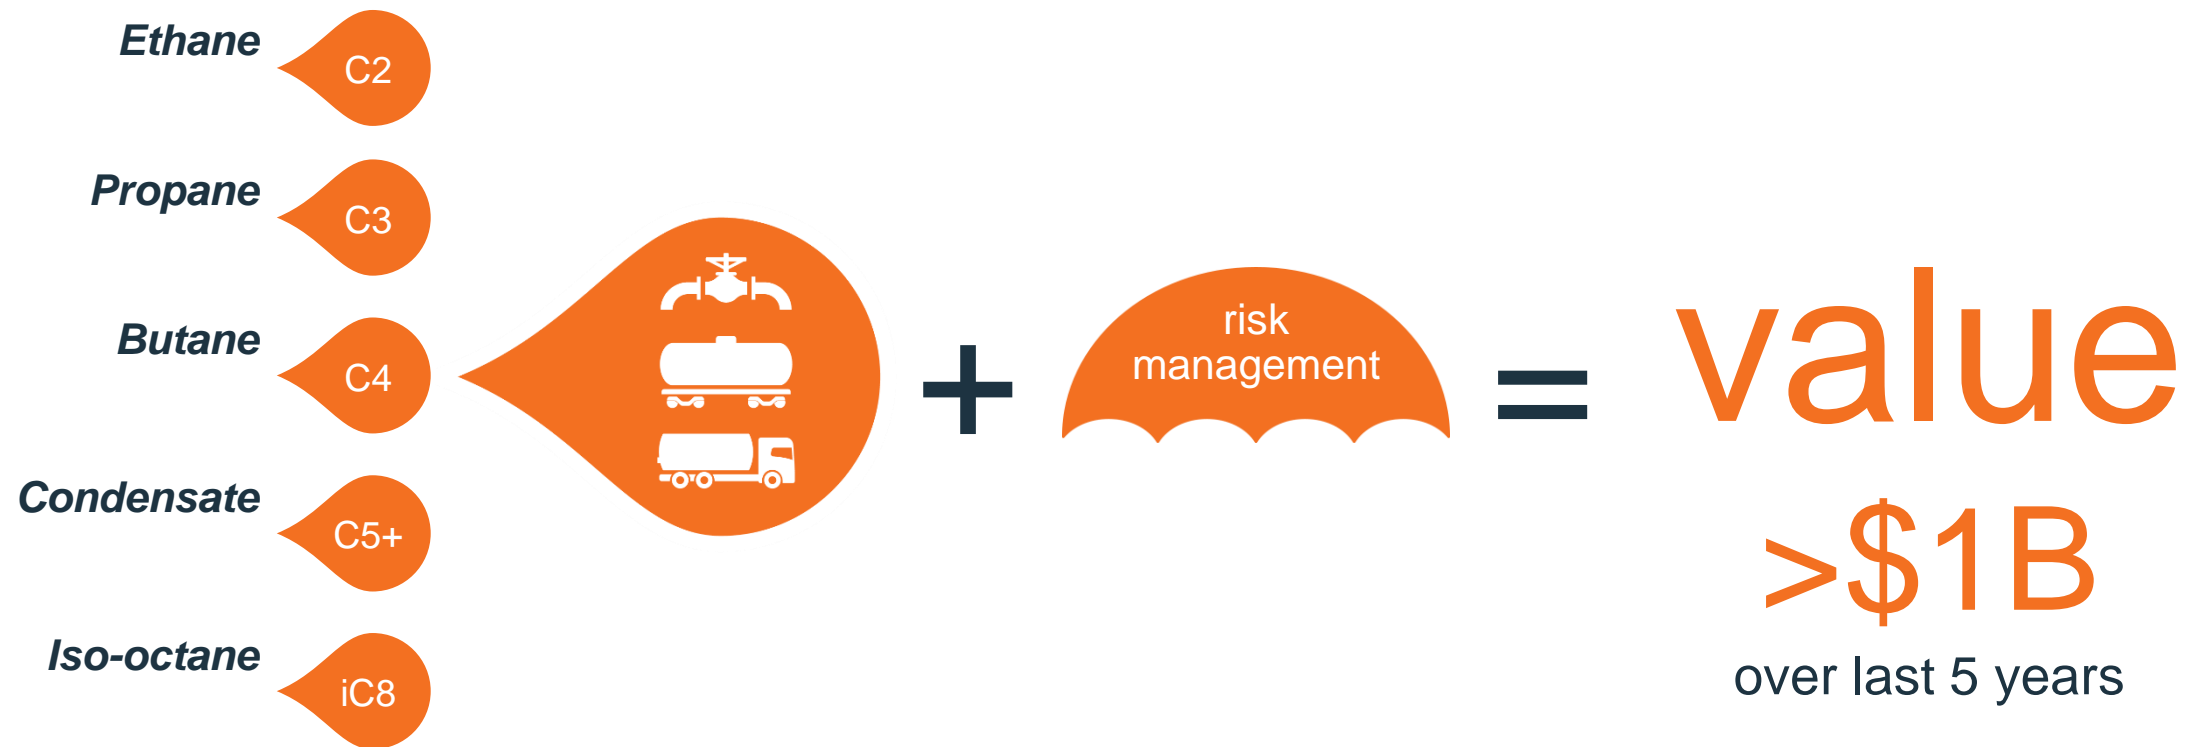 Ethane
C2
Propane
C3
Butane
C4
Condensate
C5+
Iso-octane
iC8
+
risk
management
=
value
>$1B
over last 5 years